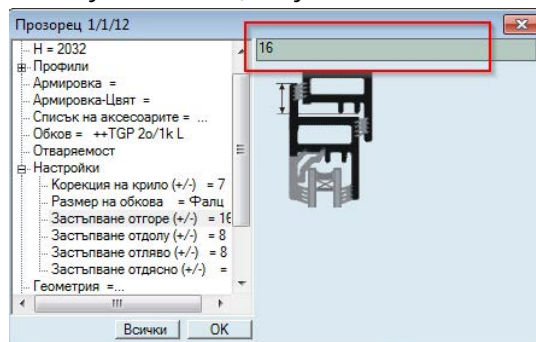 Прозорец 1/1/12
16
H = 2032
Профили
Армировка =
Армировка-Цвят =
Списък на аксесоарите = ...
Обков = ++TGP 2o/1k L
Отваряемост
Настройки
Корекция на крило (+/-) = 7
Размер на обкова = Фалц
Застъпване отгоре (+/-) = 16
Застъпване отдолу (+/-) = 8
Застъпване отляво (+/-) = 8
Застъпване отдясно (+/-) =
Геометрия =...
Всички
OK